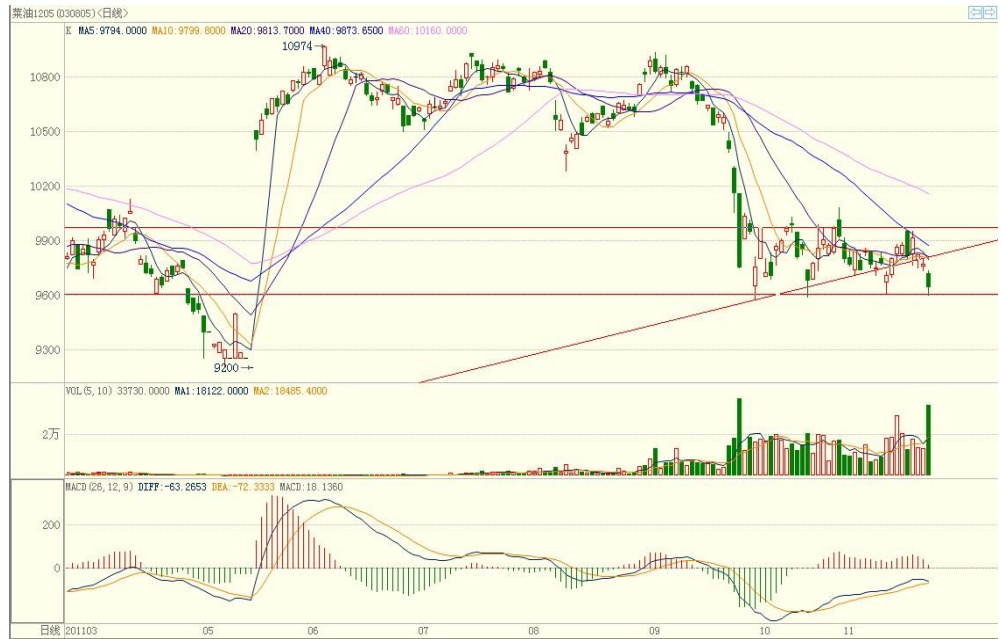 菜油1205(030805)<日线>
K MA5:9794.0000 MA10:9799.8000 MA20:9813.7000 MA40:9873.6500 MA60:10160.0000
10974
10800
10500
10200
9900
9600
9300
9200
VOL(5,10) 33730.0000 MA1:18122.0000 MA2:18485.4000
2万
MACD(26,12,9) DIFF:-63.2653 DEA:-72.3333 MACD:18.1360
200
0
日线 201103 05 06 07 08 09 10 11